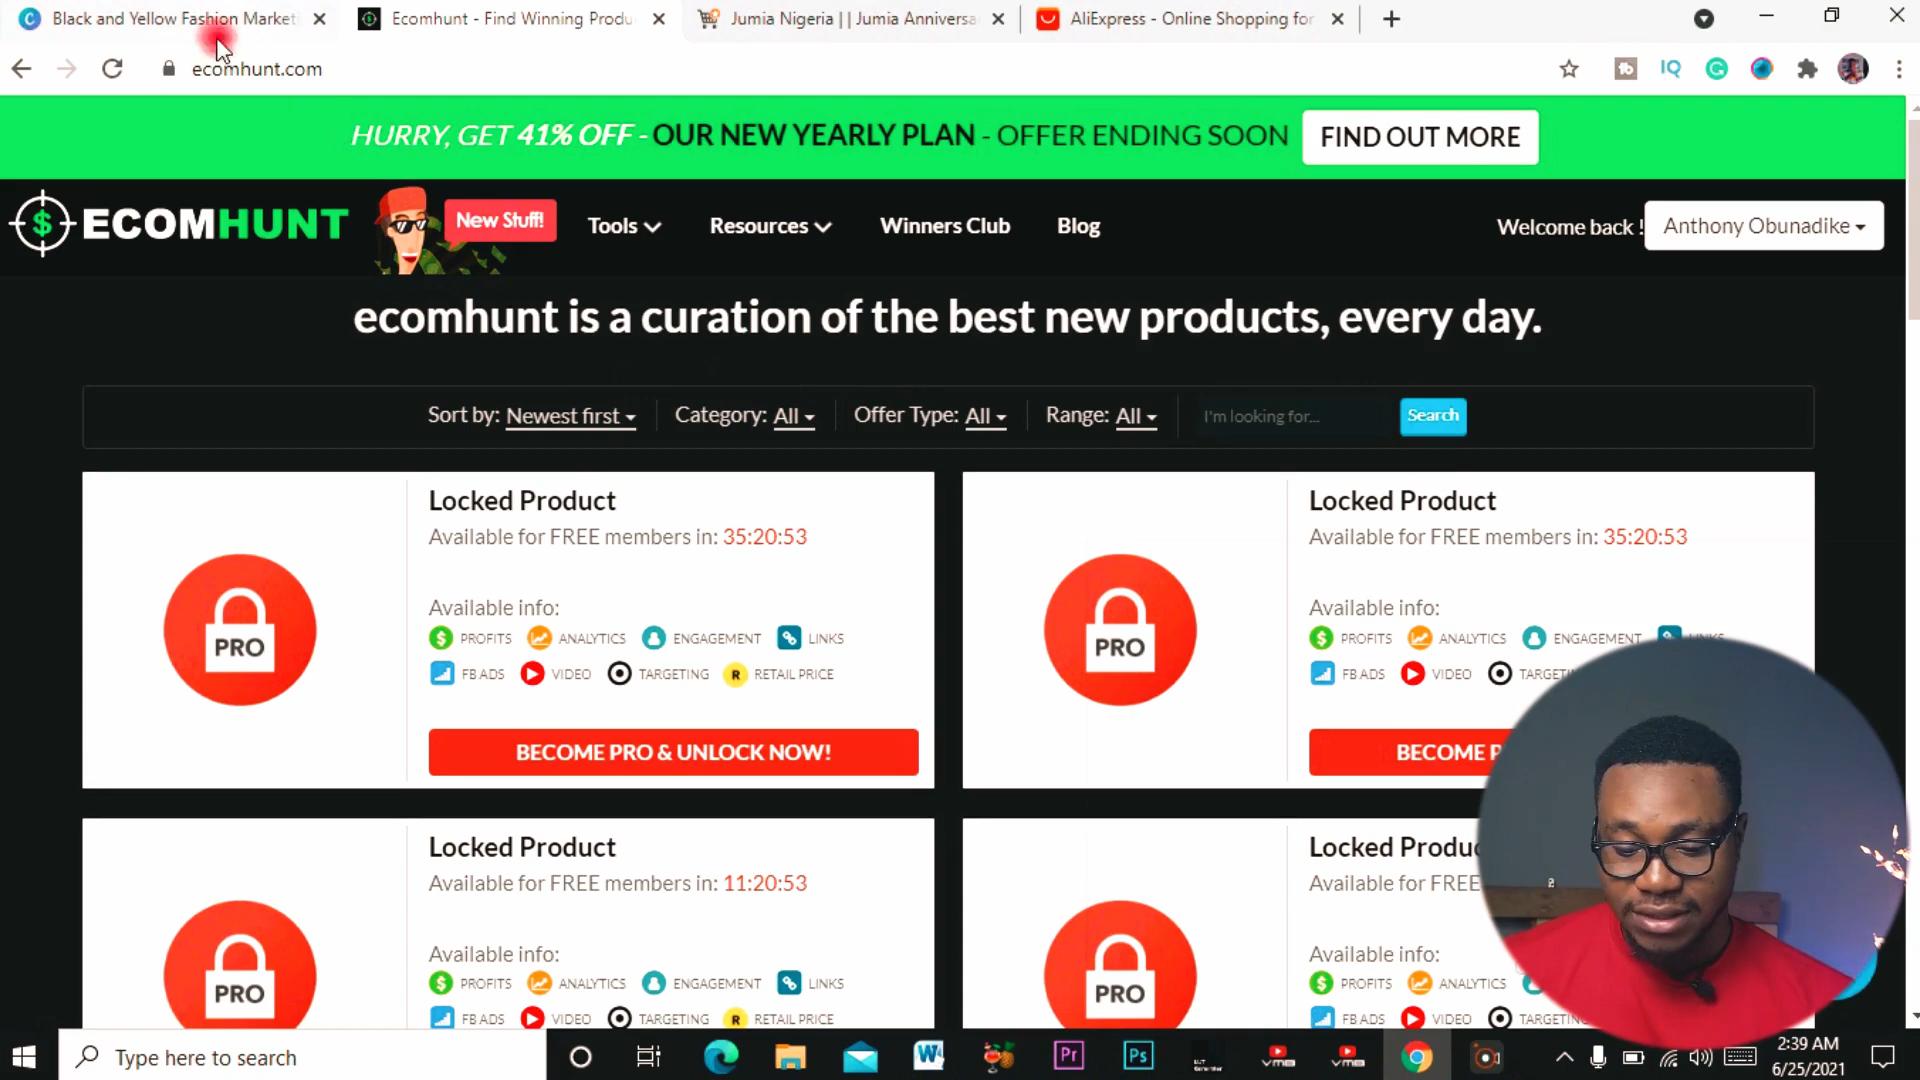 Black and Yellow Fashion Market
Ecomhunt - Find Winning Produ
Jumia Nigeria || Jumia Anniversa
AliExpress - Online Shopping for
ecomhunt.com
IQ
HURRY, GET 41% OFF - OUR NEW YEARLY PLAN - OFFER ENDING SOON FIND OUT MORE
ECOMHUNT New Stuff! Tools Resources Winners Club Blog Welcome back ! Anthony Obunadike
ecomhunt is a curation of the best new products, every day.
Sort by: Newest first Category: All Offer Type: All Range: All I'm looking for... Search
Locked Product
Available for FREE members in: 35:20:53
PRO
Available info:
PROFITS ANALYTICS ENGAGEMENT LINKS
FB ADS VIDEO TARGETING R RETAIL PRICE
BECOME PRO & UNLOCK NOW!
Locked Product
Available for FREE members in: 35:20:53
PRO
Available info:
PROFITS ANALYTICS ENGAGEMENT
FB ADS VIDEO
BECOME
Locked Product
Available for FREE members in: 11:20:53
PRO
Available info:
PROFITS ANALYTICS ENGAGEMENT LINKS
FB ADS VIDEO TARGETING R RETAIL PRICE
Locked
Available for FREE
PRO
Available info:
PROFITS ANALYTICS
FB ADS VIDEO
Type here to search
W
Pr
Ps
2:39 AM
6/25/2021